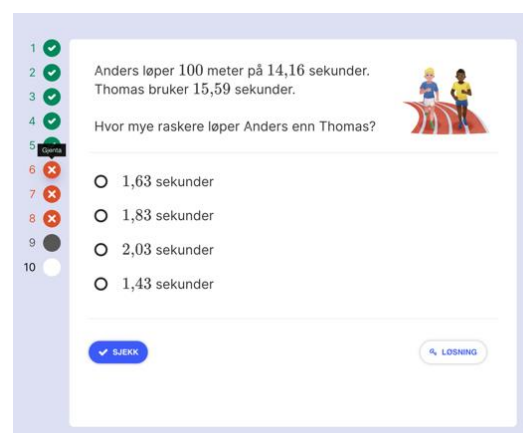 1
2
3
4
5
Gjenta
6
7
8
9
10
Anders løper 100 meter på 14,16 sekunder.
Thomas bruker 15,59 sekunder.
Hvor mye raskere løper Anders enn Thomas?
1,63 sekunder
1,83 sekunder
2,03 sekunder
1,43 sekunder
SJEKK
LØSNING